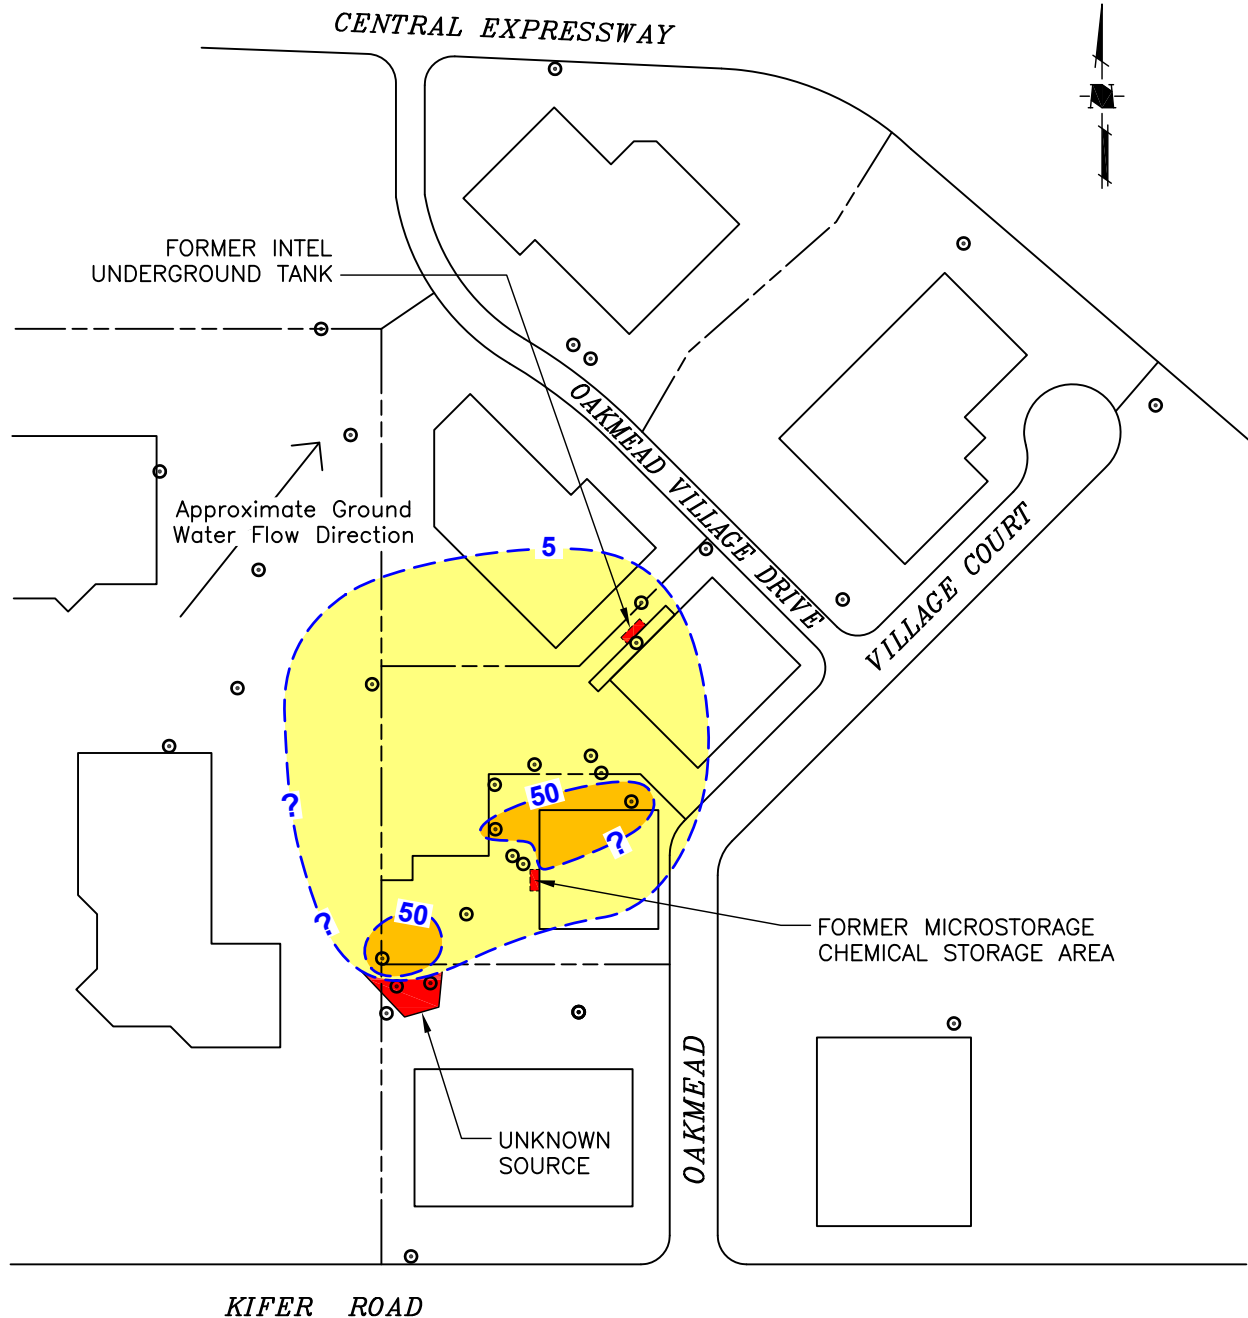 CENTRAL EXPRESSWAY
N
FORMER INTEL
UNDERGROUND TANK
OAKMEAD VILLAGE DRIVE
Approximate Ground
Water Flow Direction
VILLAGE COURT
5
50
?
?
?
50
FORMER MICROSTORAGE
CHEMICAL STORAGE AREA
OAKMEAD
UNKNOWN
SOURCE
KIFER ROAD